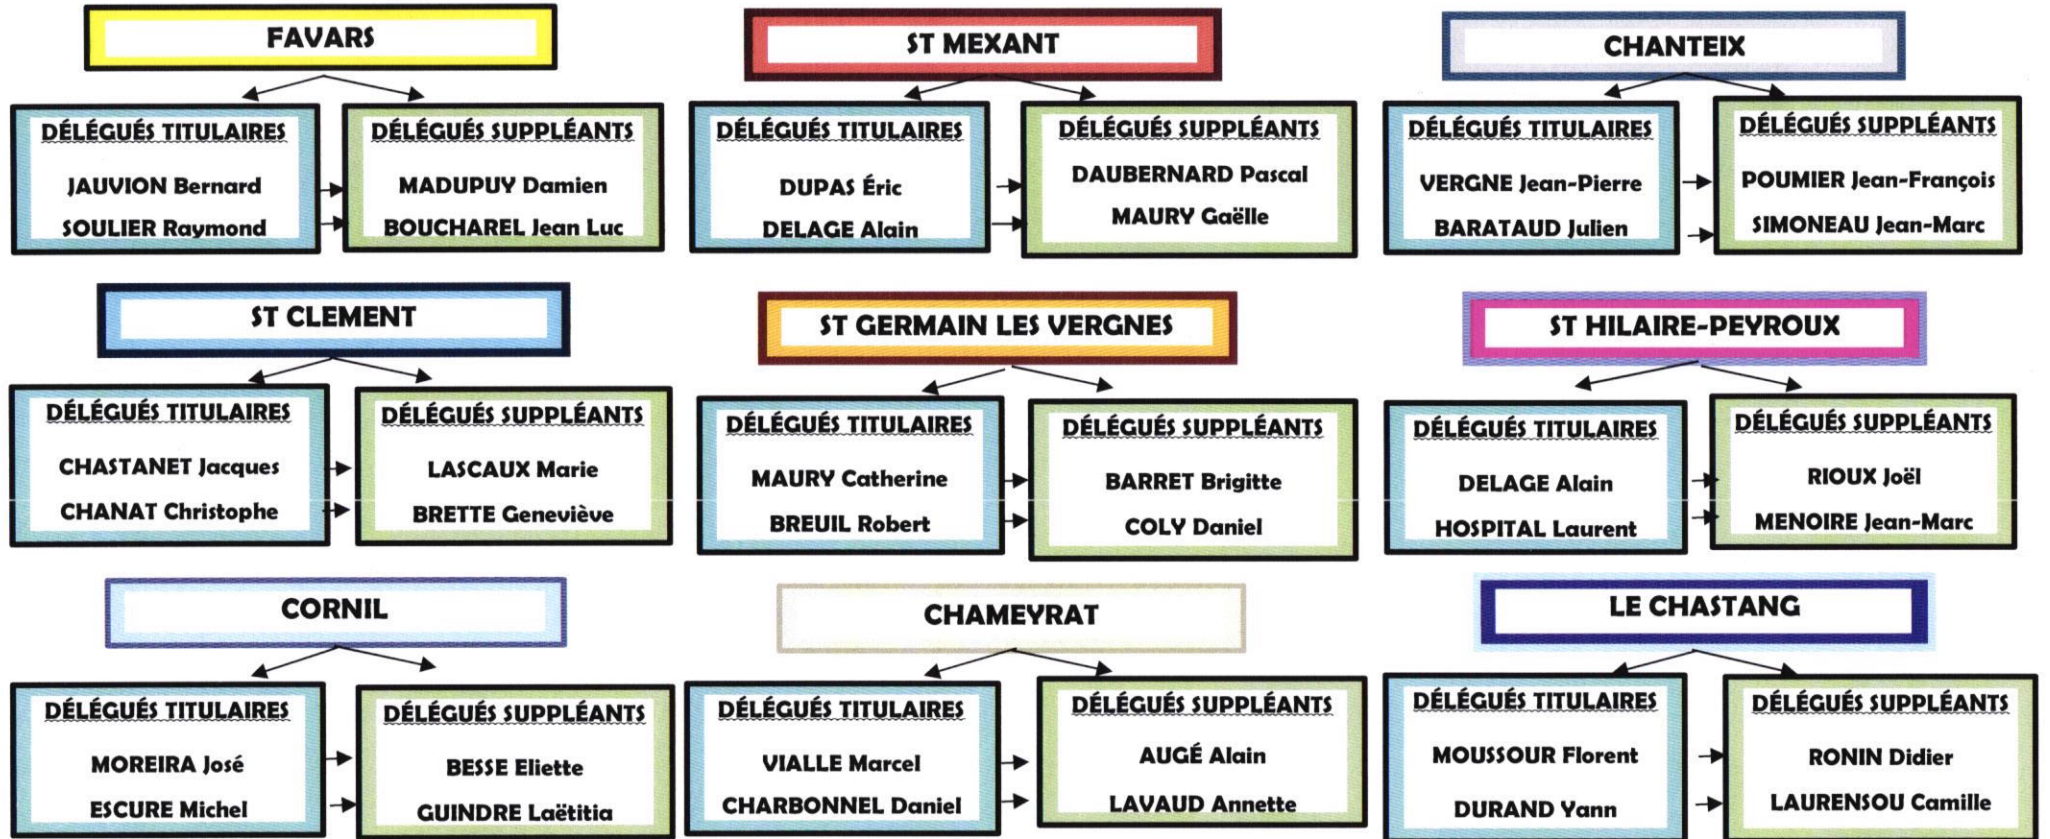 FAVARS
DÉLÉGUÉS TITULAIRES
JAUVION Bernard
SOULIER Raymond
DÉLÉGUÉS SUPPLÉANTS
MADUPUY Damien
BOUCHAREL Jean Luc
ST MEXANT
DÉLÉGUÉS TITULAIRES
DUPAS Éric
DELAGE Alain
DÉLÉGUÉS SUPPLÉANTS
DAUBERNARD Pascal
MAURY Gaëlle
CHANTEIX
DÉLÉGUÉS TITULAIRES
VERGNE Jean-Pierre
BARATAUD Julien
DÉLÉGUÉS SUPPLÉANTS
POUMIER Jean-François
SIMONEAU Jean-Marc
ST CLEMENT
DÉLÉGUÉS TITULAIRES
CHASTANET Jacques
CHANAT Christophe
DÉLÉGUÉS SUPPLÉANTS
LASCAUX Marie
BRETTE Geneviève
ST GERMAIN LES VERGNES
DÉLÉGUÉS TITULAIRES
MAURY Catherine
BREUIL Robert
DÉLÉGUÉS SUPPLÉANTS
BARRET Brigitte
COLY Daniel
ST HILAIRE-PEYROUX
DÉLÉGUÉS TITULAIRES
DELAGE Alain
HOSPITAL Laurent
DÉLÉGUÉS SUPPLÉANTS
RIOUX Joël
MENOIRE Jean-Marc
CORNIL
DÉLÉGUÉS TITULAIRES
MOREIRA José
ESCURE Michel
DÉLÉGUÉS SUPPLÉANTS
BESSE Eliette
GUINDRE Laëtitia
CHAMEYRAT
DÉLÉGUÉS TITULAIRES
VIALLE Marcel
CHARBONNEL Daniel
DÉLÉGUÉS SUPPLÉANTS
AUGÉ Alain
LAVAUD Annette
LE CHASTANG
DÉLÉGUÉS TITULAIRES
MOUSSOUR Florent
DURAND Yann
DÉLÉGUÉS SUPPLÉANTS
RONIN Didier
LAURENSOU Camille